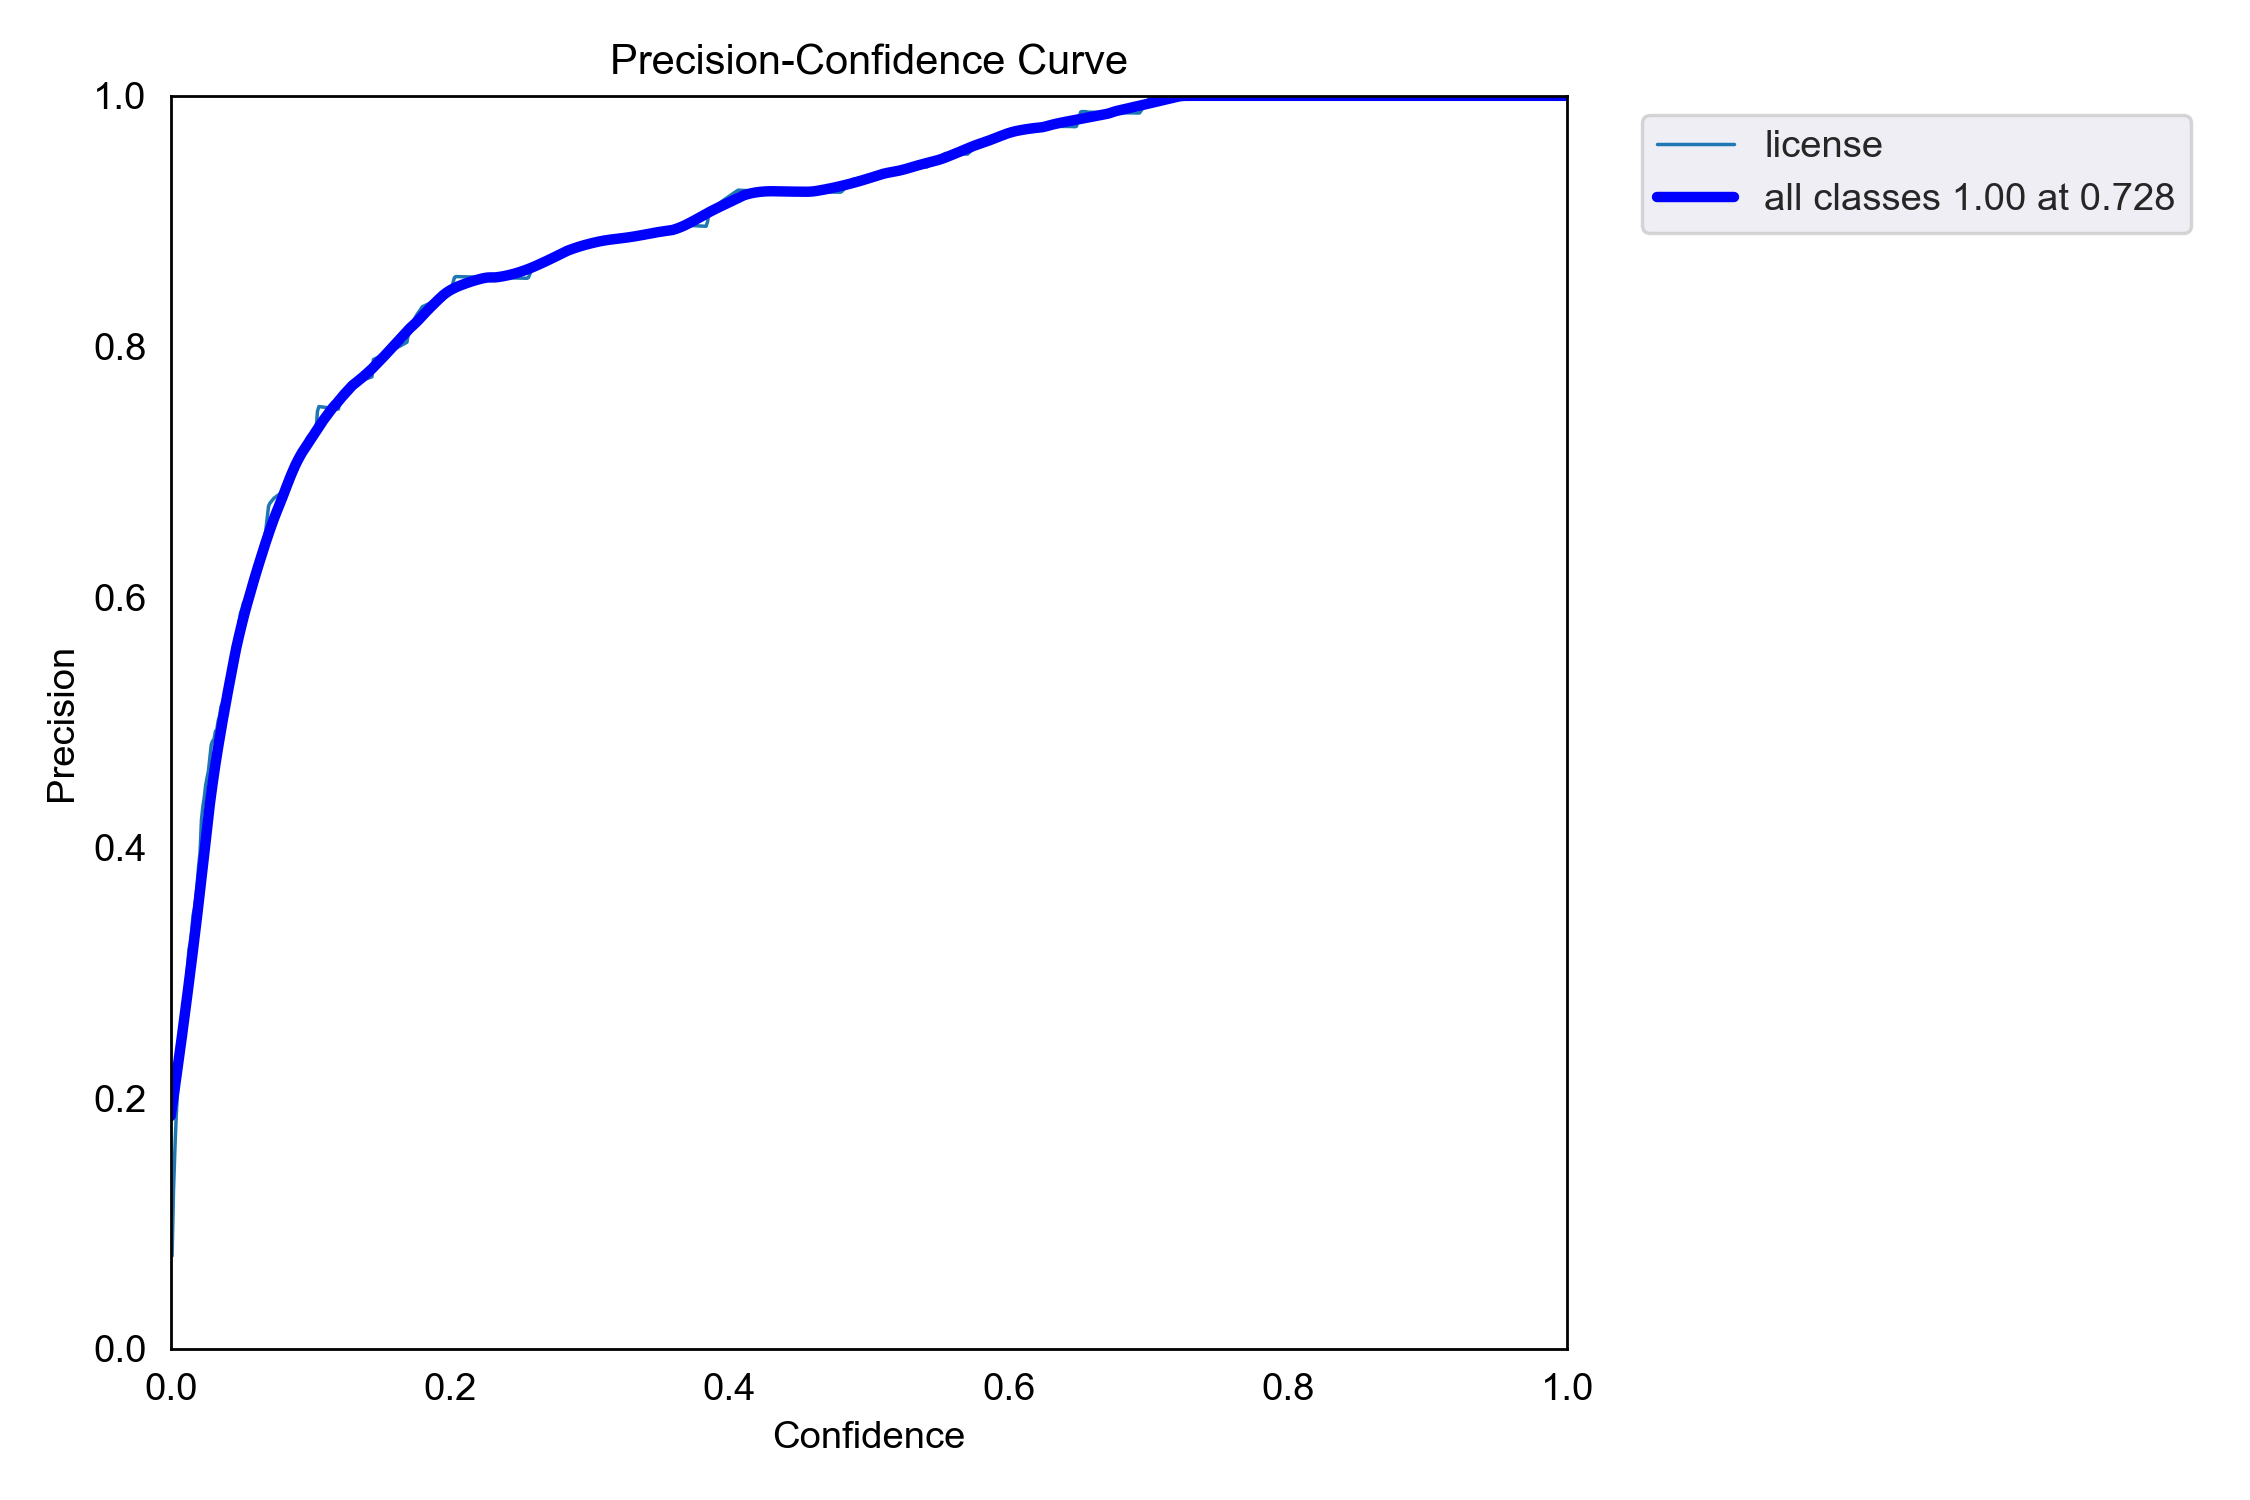 Precision-Confidence Curve
1.0
0.8
0.6
0.4
0.2
0.0
Precision
0.0 0.2 0.4 0.6 0.8 1.0
Confidence
license
all classes 1.00 at 0.728